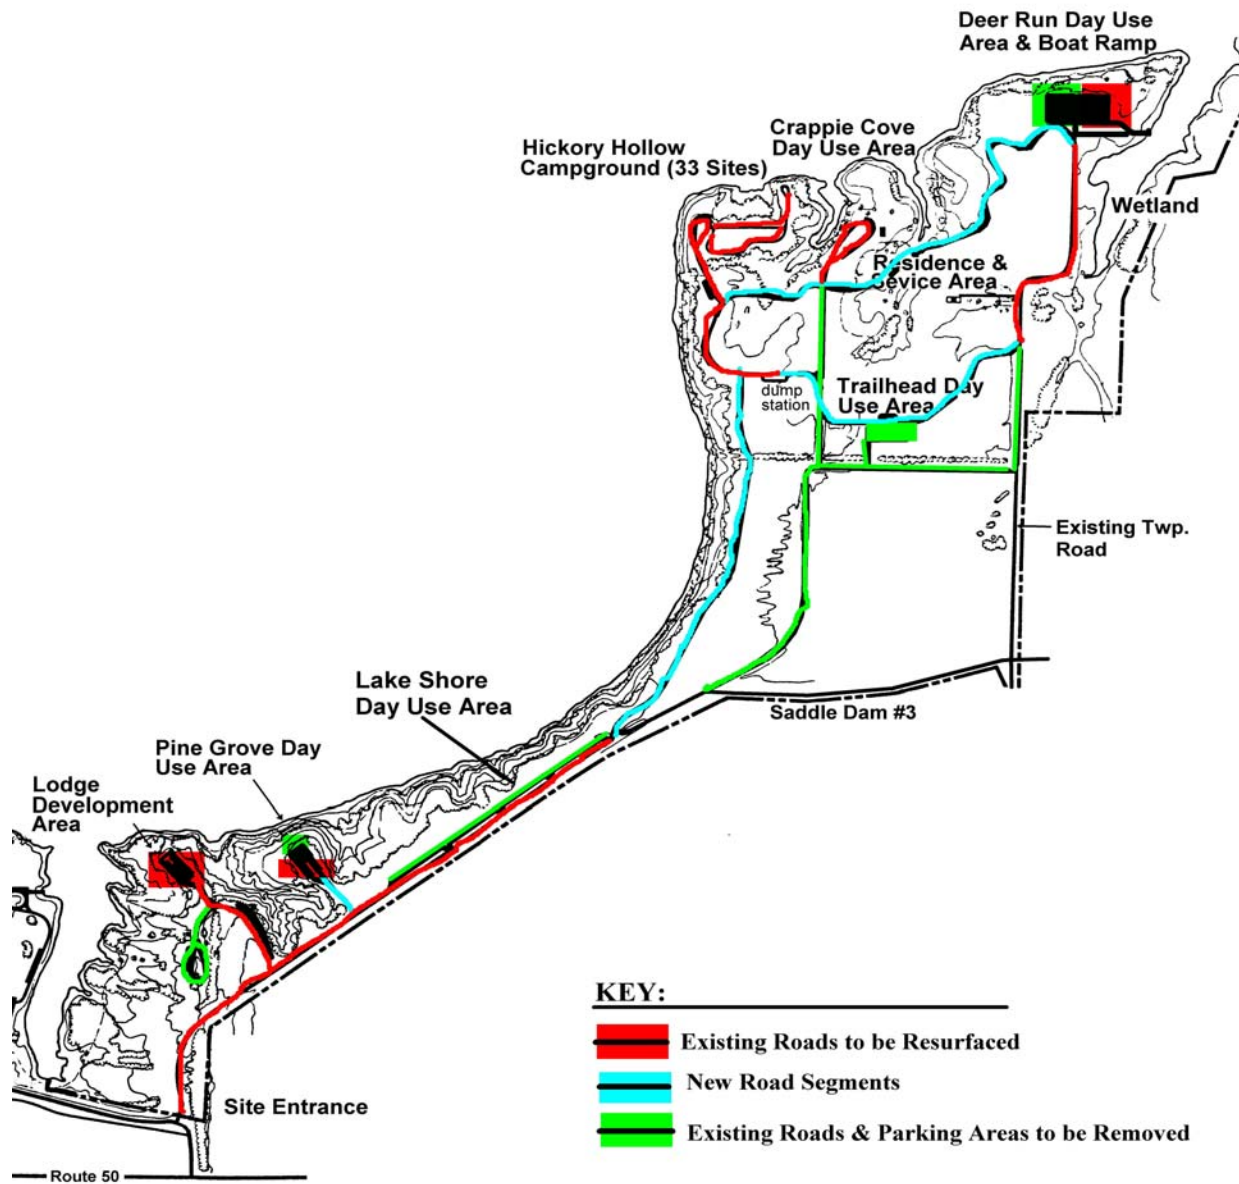 Deer Run Day Use
Area & Boat Ramp
Crappie Cove
Day Use Area
Hickory Hollow
Campground (33 Sites)
Wetland
Residence &
Sevice Area
dump
station
Trailhead Day
Use Area
Existing Twp.
Road
Lake Shore
Day Use Area
Saddle Dam #3
Pine Grove Day
Use Area
Lodge
Development
Area
KEY:
Existing Roads to be Resurfaced
New Road Segments
Existing Roads & Parking Areas to be Removed
Site Entrance
Route 50